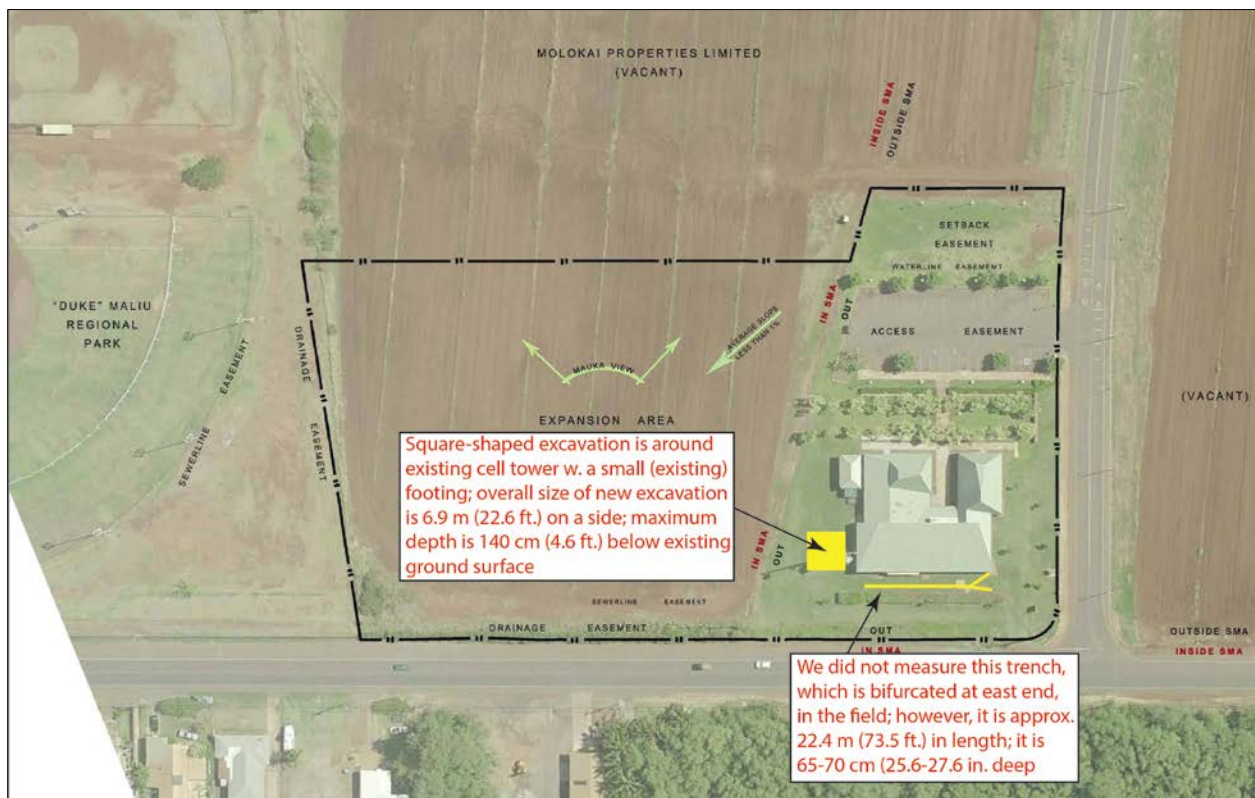 MOLOKAI PROPERTIES LIMITED
(VACANT)
INSIDE SMA
OUTSIDE SMA
SETBACK
EASEMENT
WATERLINE EASEMENT
"DUKE" MALIU
REGIONAL
PARK
DRAINAGE
EASEMENT
SEWERLINE
EASEMENT
IN SMA
OUT
ACCESS EASEMENT
AVERAGE SLOPE
LESS THAN 1%
MAUKA VIEW
(VACANT)
EXPANSION AREA
Square-shaped excavation is around
existing cell tower w. a small (existing)
footing; overall size of new excavation
is 6.9 m (22.6 ft.) on a side; maximum
depth is 140 cm (4.6 ft.) below existing
ground surface
IN SMA
OUT
SEWERLINE EASEMENT
DRAINAGE EASEMENT
OUT
IN SMA
OUTSIDE SMA
INSIDE SMA
We did not measure this trench,
which is bifurcated at east end,
in the field; however, it is approx.
22.4 m (73.5 ft.) in length; it is
65-70 cm (25.6-27.6 in. deep